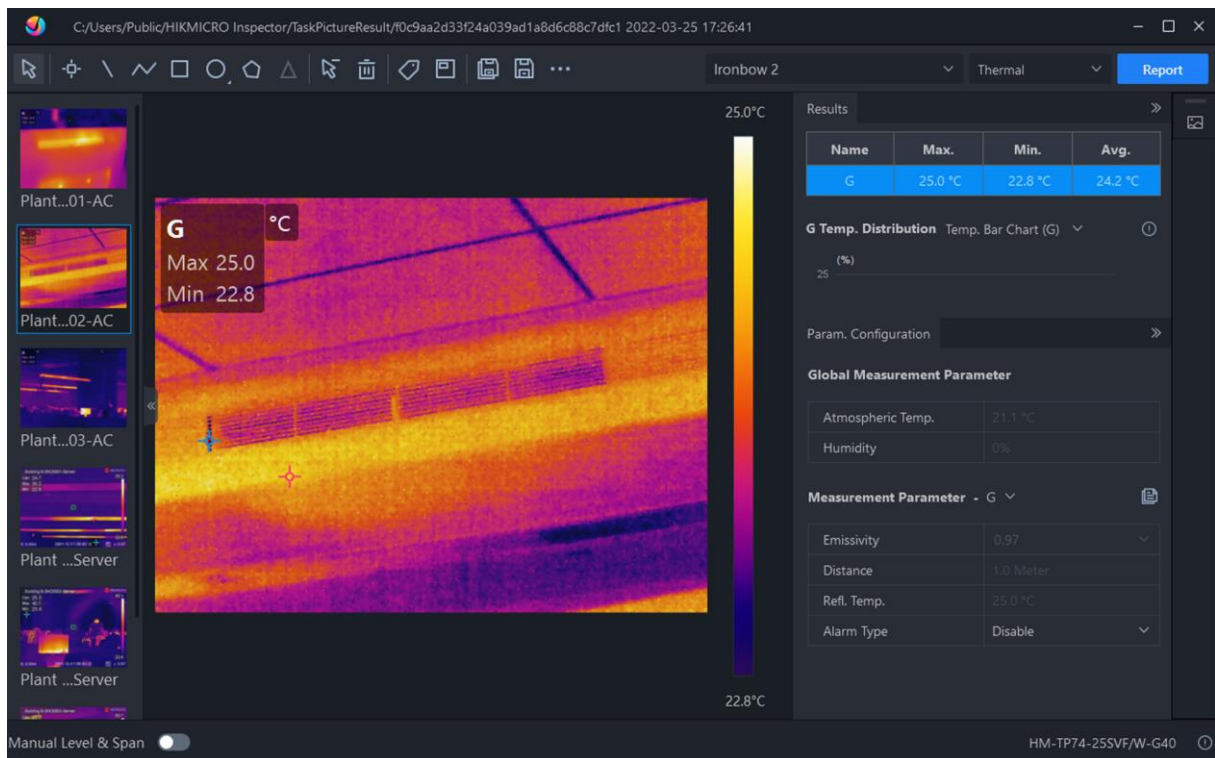 C:/Users/Public/HIKMICRO Inspector/TaskPictureResult/f0c9aa2d33f24a039ad1a8d6c88c7dfc1 2022-03-25 17:26:41
Ironbow 2
Thermal
Report
Plant...01-AC
Plant...02-AC
Plant...03-AC
Plant ...Server
Plant ...Server
G
°C
Max 25.0
Min 22.8
25.0°C
22.8°C
Results
Name Max. Min. Avg.
G 25.0 °C 22.8 °C 24.2 °C
G Temp. Distribution Temp. Bar Chart (G)
(%)
25
Param. Configuration
Global Measurement Parameter
Atmospheric Temp. 21.1 °C
Humidity 0%
Measurement Parameter - G
Emissivity 0.97
Distance 1.0 Meter
Refl. Temp. 25.0 °C
Alarm Type Disable
Manual Level & Span
HM-TP74-25SVF/W-G40